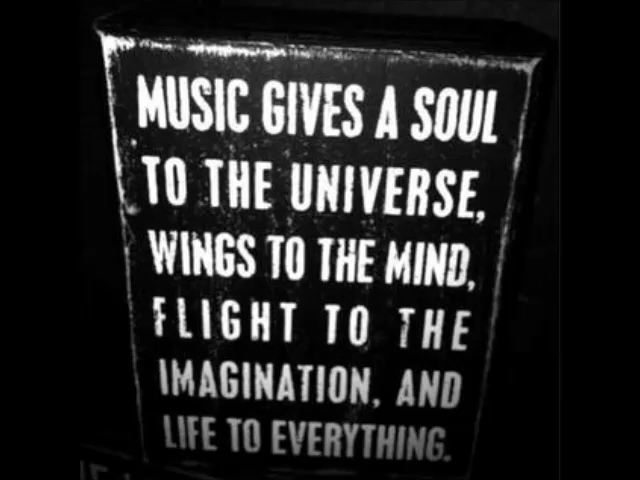 MUSIC GIVES A SOUL
TO THE UNIVERSE,
WINGS TO THE MIND,
FLIGHT TO THE
IMAGINATION, AND
LIFE TO EVERYTHING.